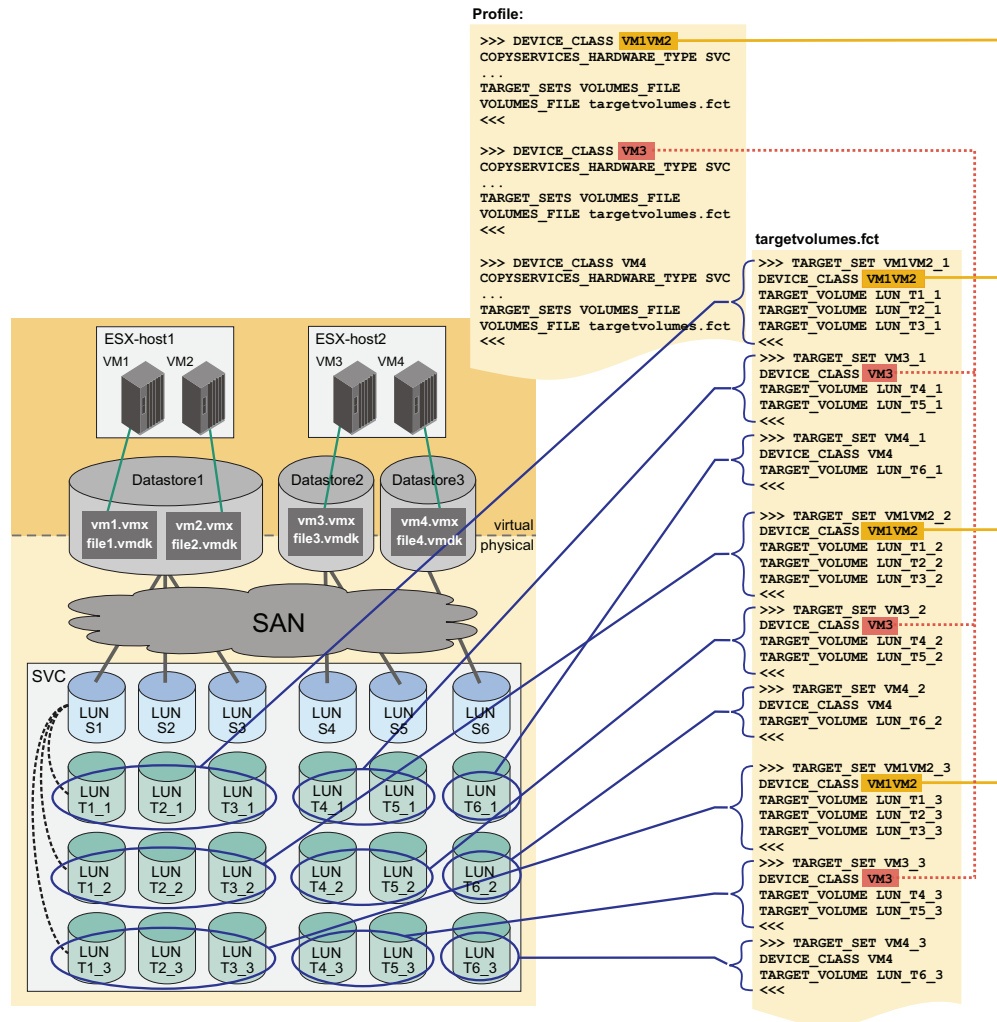 Profile:
>>> DEVICE_CLASS VM1VM2
COPYSERVICES_HARDWARE_TYPE SVC
...
TARGET_SETS VOLUMES_FILE
VOLUMES_FILE targetvolumes.fct
<<<
>>> DEVICE_CLASS VM3
COPYSERVICES_HARDWARE_TYPE SVC
...
TARGET_SETS VOLUMES_FILE
VOLUMES_FILE targetvolumes.fct
<<<
>>> DEVICE_CLASS VM4
COPYSERVICES_HARDWARE_TYPE SVC
...
TARGET_SETS VOLUMES_FILE
VOLUMES_FILE targetvolumes.fct
<<<
targetvolumes.fct
>>> TARGET_SET VM1VM2_1
DEVICE_CLASS VM1VM2
TARGET_VOLUME LUN_T1_1
TARGET_VOLUME LUN_T2_1
TARGET_VOLUME LUN_T3_1
<<<
>>> TARGET_SET VM3_1
DEVICE_CLASS VM3
TARGET_VOLUME LUN_T4_1
TARGET_VOLUME LUN_T5_1
<<<
>>> TARGET_SET VM4_1
DEVICE_CLASS VM4
TARGET_VOLUME LUN_T6_1
<<<
>>> TARGET_SET VM1VM2_2
DEVICE_CLASS VM1VM2
TARGET_VOLUME LUN_T1_2
TARGET_VOLUME LUN_T2_2
TARGET_VOLUME LUN_T3_2
<<<
>>> TARGET_SET VM3_2
DEVICE_CLASS VM3
TARGET_VOLUME LUN_T4_2
TARGET_VOLUME LUN_T5_2
<<<
>>> TARGET_SET VM4_2
DEVICE_CLASS VM4
TARGET_VOLUME LUN_T6_2
<<<
>>> TARGET_SET VM1VM2_3
DEVICE_CLASS VM1VM2
TARGET_VOLUME LUN_T1_3
TARGET_VOLUME LUN_T2_3
TARGET_VOLUME LUN_T3_3
<<<
>>> TARGET_SET VM3_3
DEVICE_CLASS VM3
TARGET_VOLUME LUN_T4_3
TARGET_VOLUME LUN_T5_3
<<<
>>> TARGET_SET VM4_3
DEVICE_CLASS VM4
TARGET_VOLUME LUN_T6_3
<<<
ESX-host1
VM1 VM2
ESX-host2
VM3 VM4
Datastore1
vm1.vmx
file1.vmdk
vm2.vmx
file2.vmdk
Datastore2
vm3.vmx
file3.vmdk
Datastore3
vm4.vmx
file4.vmdk
virtual
physical
SAN
SVC
LUN S1
LUN S2
LUN S3
LUN S4
LUN S5
LUN S6
LUN T1_1
LUN T2_1
LUN T3_1
LUN T4_1
LUN T5_1
LUN T6_1
LUN T1_2
LUN T2_2
LUN T3_2
LUN T4_2
LUN T5_2
LUN T6_2
LUN T1_3
LUN T2_3
LUN T3_3
LUN T4_3
LUN T5_3
LUN T6_3